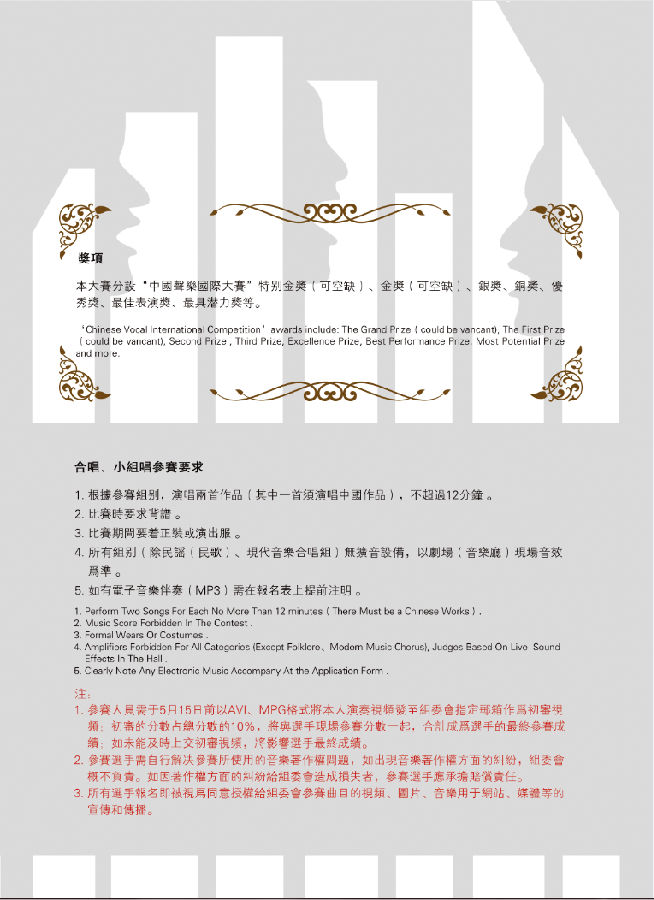 獎項
本大賽分設“中國聲樂國際大賽”特别金獎（可空缺）、金獎（可空缺）、銀獎、銅獎、優
秀獎、最佳表演獎、最具潜力獎等。
‘Chinese Vocal International Competition’ awards include: The Grand Prize（could be vancant), The First Prize
（could be vancant), Second Prize , Third Prize, Excellence Prize, Best Performance Prize, Most Potential Prize
and more.
合唱、小組唱參賽要求
1. 根據參賽組别，演唱兩首作品（其中一首須演唱中國作品），不超過12分鐘。
2. 比賽時要求背譜。
3. 比賽期間要着正裝或演出服。
4. 所有組别（除民謡（民歌）、現代音樂合唱組）無擴音設備，以劇場（音樂廳）現場音效
爲準。
5. 如有電子音樂伴奏（MP3）需在報名表上提前注明。
1. Perform Two Songs For Each No More Than 12 minutes（There Must be a Chinese Works）.
2. Music Score Forbidden In The Contest .
3. Formal Wears Or Costumes .
4. Amplifiers Forbidden For All Categories (Except Folklore、Modern Music Chorus), Judges Based On Live Sound
Effects In The Hall .
5. Clearly Note Any Electronic Music Accompany At the Application Form .
注：
1. 參賽人員需于5月15日前以AVI、MPG格式將本人演奏視頻發至組委會指定郵箱作爲初審視
頻；初審的分數占總分數的10%，將與選手現場參賽分數一起，合計成爲選手的最終參賽成
績；如未能及時上交初審視頻，將影響選手最終成績。
2. 參賽選手需自行解决參賽所使用的音樂著作權問題，如出現音樂著作權方面的糾紛，組委會
概不負責。如因著作權方面的糾紛給組委會造成損失者，參賽選手應承擔賠償責任。
3. 所有選手報名即被視爲同意授權給組委會參賽曲目的視頻、圖片、音樂用于網站、媒體等的
宣傳和傳播。